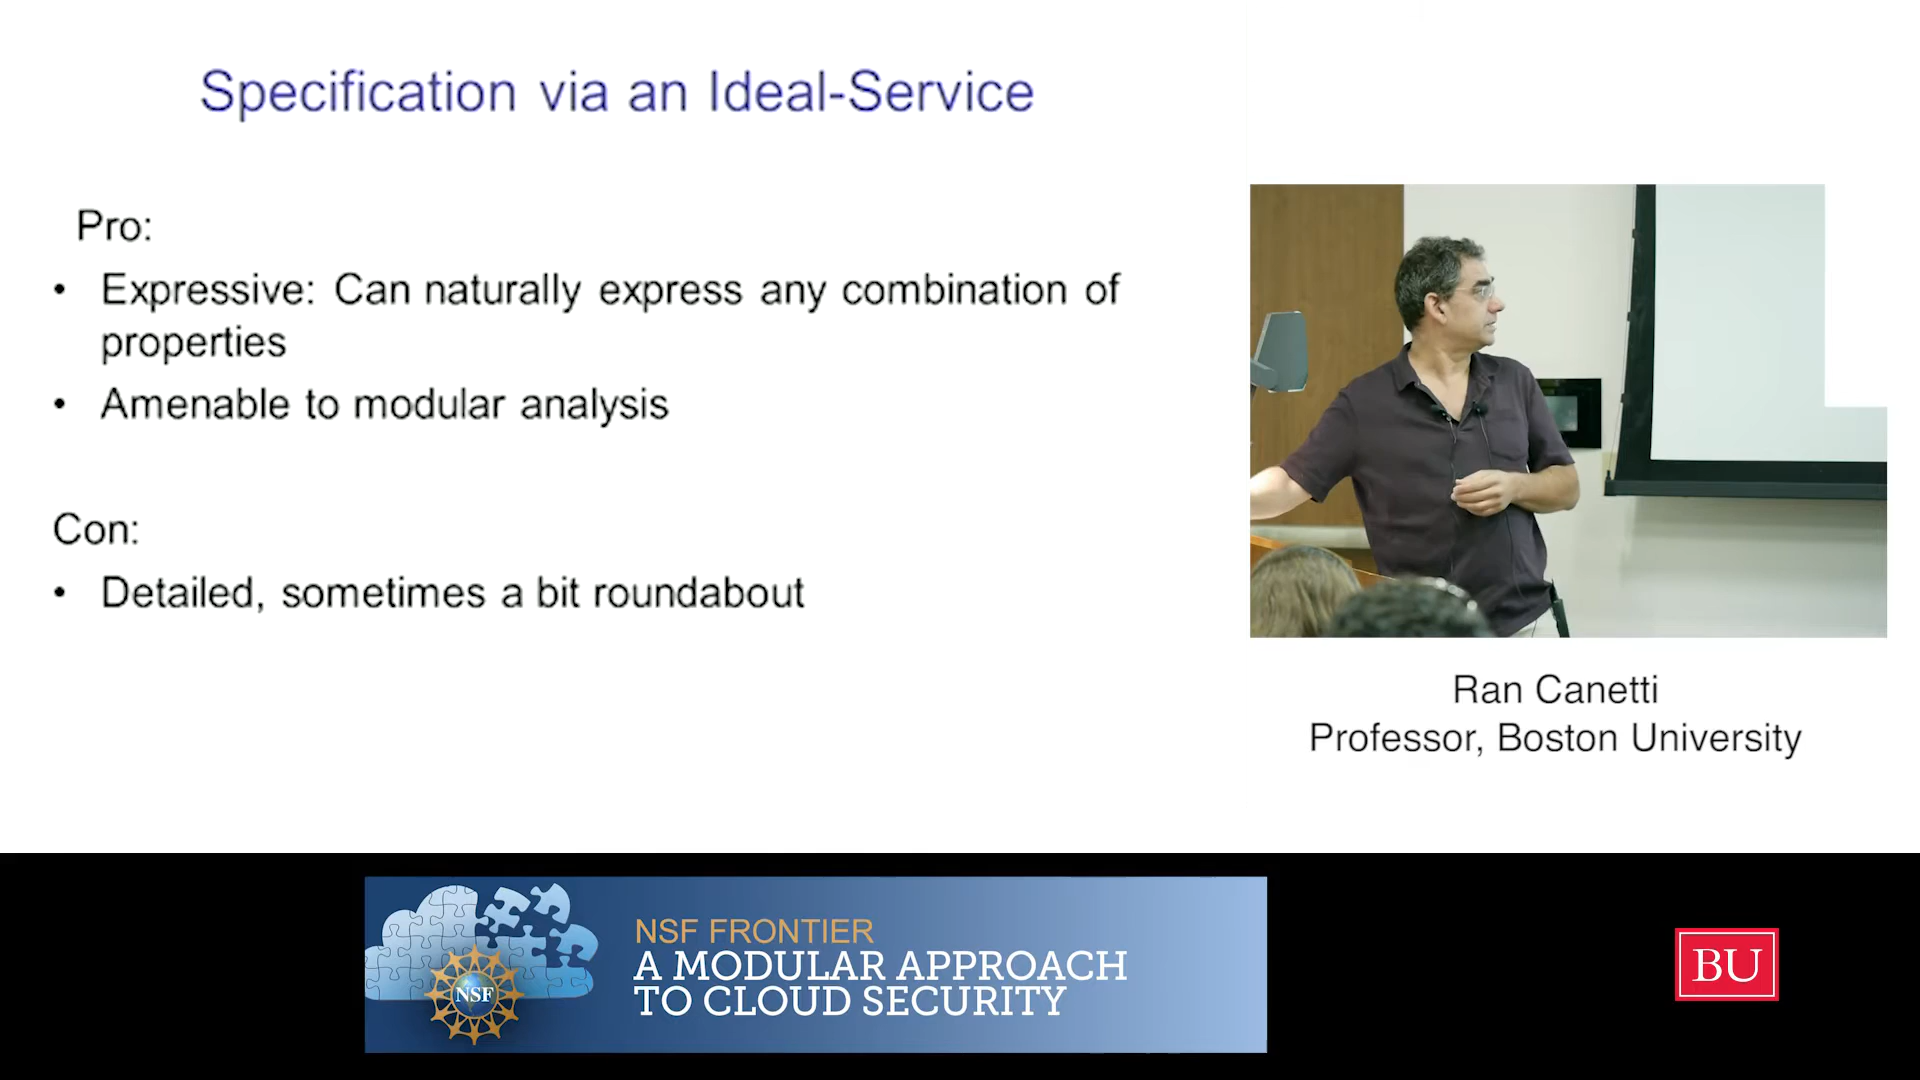 Specification via an Ideal-Service
Pro:
• Expressive: Can naturally express any combination of
properties
• Amenable to modular analysis
Con:
• Detailed, sometimes a bit roundabout
Ran Canetti
Professor, Boston University
NSF
NSF FRONTIER
A MODULAR APPROACH
TO CLOUD SECURITY
BU